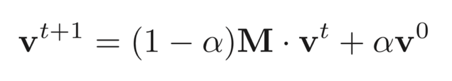 v^{t+1} = (1 − α)M · v^t + αv^0